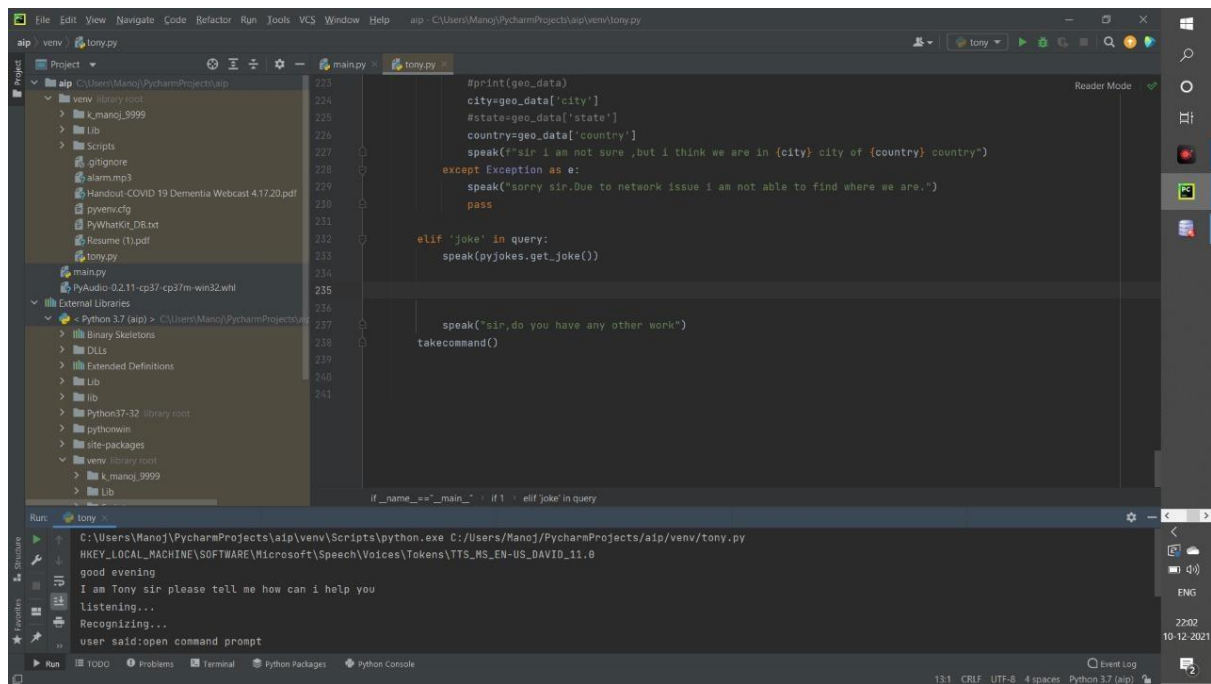 File Edit View Navigate Code Refactor Run Tools VCS Window Help aip - C:\Users\Manoj\PycharmProjects\aip\venv\tony.py
aip venv tony.py
tony
Project
main.py
tony.py
Reader Mode
aip C:\Users\Manoj\PycharmProjects\aip
venv library root
k_manoj_9999
Lib
Scripts
.gitignore
alarm.mp3
Handout-COVID 19 Dementia Webcast 4.17.20.pdf
pyvenv.cfg
PyWhatKit_DB.txt
Resume (1).pdf
tony.py
main.py
PyAudio-0.2.11-cp37-cp37m-win32.whl
External Libraries
< Python 3.7 (aip) > C:\Users\Manoj\PycharmProjects\aip
Binary Skeletons
DLLs
Extended Definitions
Lib
lib
Python37-32 library root
pythonwin
site-packages
venv library root
k_manoj_9999
Lib
223 #print(geo_data)
224 city=geo_data['city']
225 #state=geo_data['state']
226 country=geo_data['country']
227 speak(f"sir i am not sure ,but i think we are in {city} city of {country} country")
228 except Exception as e:
229 speak("sorry sir.Due to network issue i am not able to find where we are.")
230 pass
231
232 elif 'joke' in query:
233 speak(pyjokes.get_joke())
234
235
236
237 speak("sir,do you have any other work")
238 takecommand()
239
240
241
if __name__=="__main__" if 1 elif 'joke' in query
Run: tony
C:\Users\Manoj\PycharmProjects\aip\venv\Scripts\python.exe C:/Users/Manoj/PycharmProjects/aip/venv/tony.py
HKEY_LOCAL_MACHINE\SOFTWARE\Microsoft\Speech\Voices\Tokens\TTS_MS_EN-US_DAVID_11.0
good evening
I am Tony sir please tell me how can i help you
listening...
Recognizing...
user said:open command prompt
Project
Structure
Favorites
Run TODO Problems Terminal Python Packages Python Console Event Log
13:1 CRLF UTF-8 4 spaces Python 3.7 (aip)
PC
ENG
22:02
10-12-2021
2